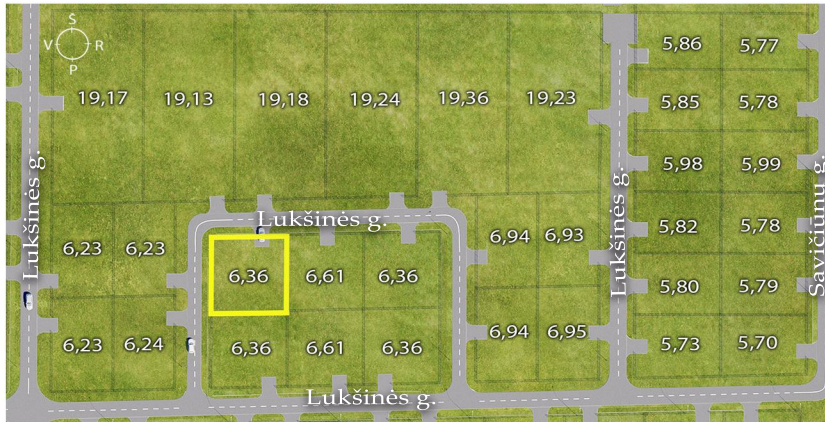 Š
V R
P
5,86 5,77
19,17 19,13 19,18 19,24 19,36 19,23
5,85 5,78
5,98 5,99
Lukšinės g.
Lukšinės g.
Lukšinės g.
Savičiūnų g.
6,23 6,23
6,94 6,93
5,82 5,78
6,36 6,61 6,36
5,80 5,79
6,23 6,24
6,36 6,61 6,36
6,94 6,95
5,73 5,70
Lukšinės g.